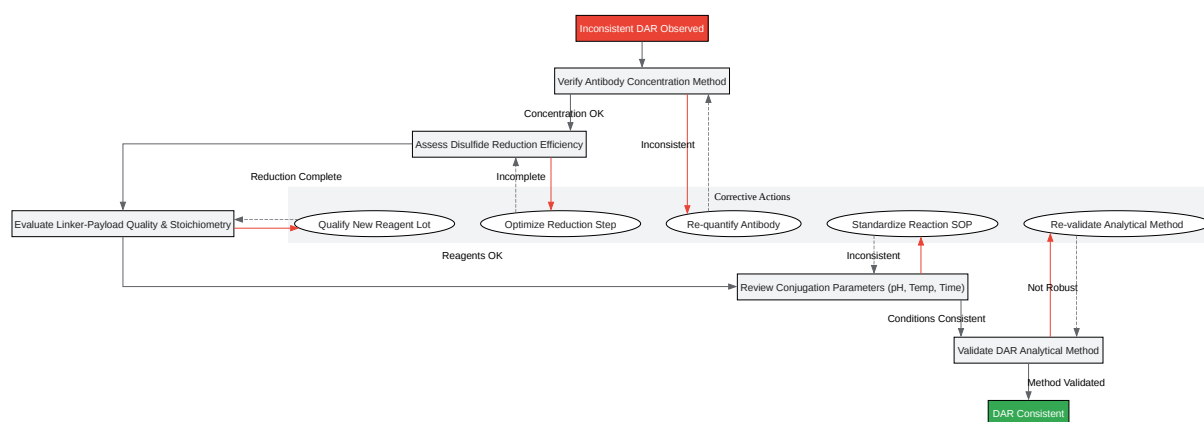 Inconsistent DAR Observed
Verify Antibody Concentration Method
Concentration OK
Assess Disulfide Reduction Efficiency
Inconsistent
Reduction Complete
Incomplete
Corrective Actions
Evaluate Linker-Payload Quality & Stoichiometry
Qualify New Reagent Lot
Optimize Reduction Step
Re-quantify Antibody
Standardize Reaction SOP
Re-validate Analytical Method
Reagents OK
Inconsistent
Review Conjugation Parameters (pH, Temp, Time)
Not Robust
Conditions Consistent
Validate DAR Analytical Method
Method Validated
DAR Consistent